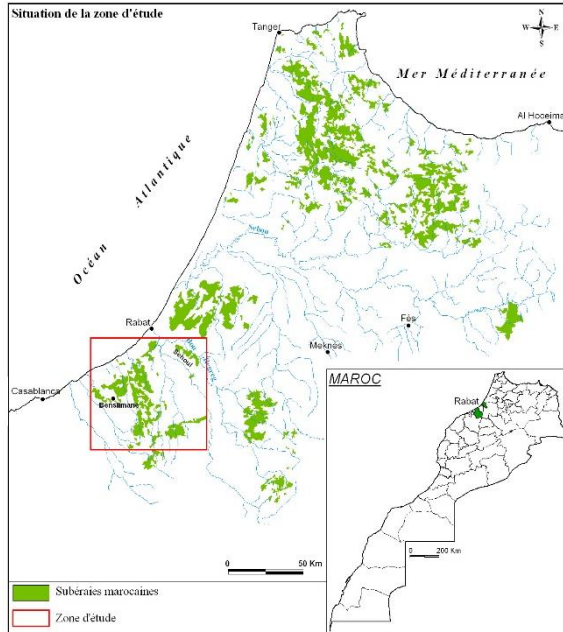 Situation de la zone d'étude
N
W E
S
Tanger
Mer Méditerranée
Al Hoceima
Océan Atlantique
Sebou
Rabat
Fès
Meknès
Sehoul
Casablanca
Benslimane
MAROC
Rabat
0 200 Km
0 50 Km
Subéraies marocaines
Zone d'étude